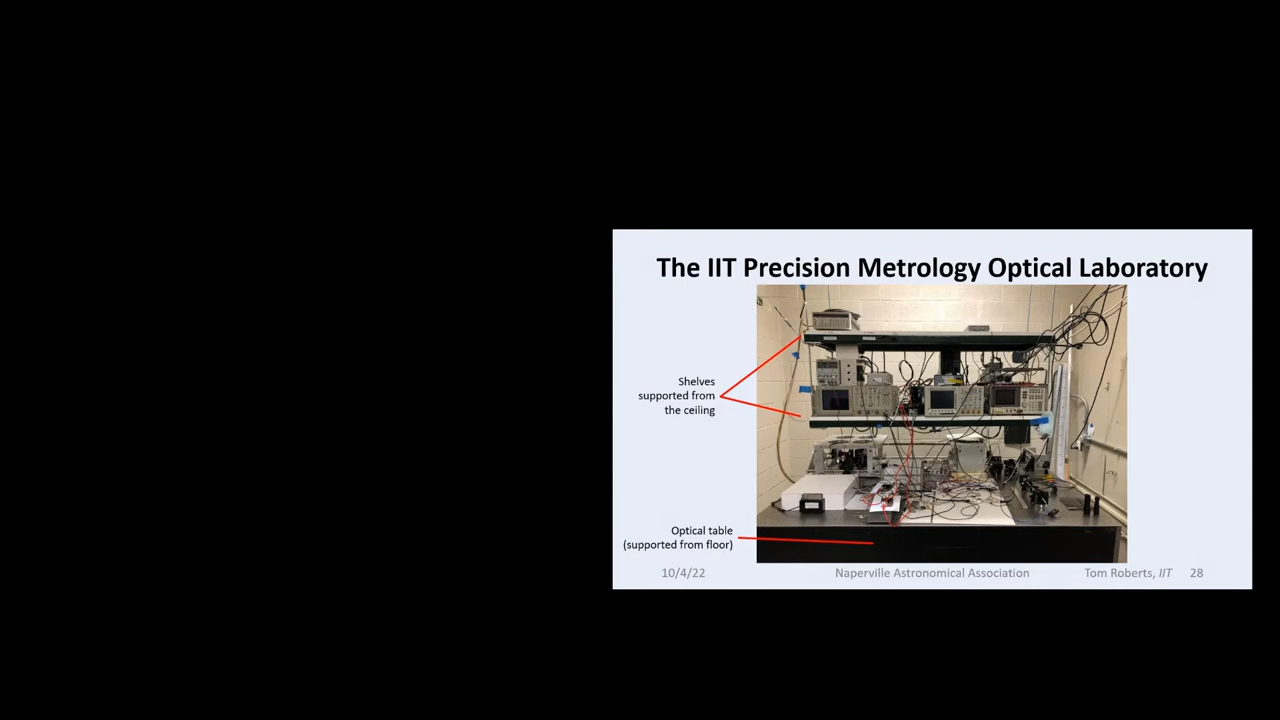 The IIT Precision Metrology Optical Laboratory
Shelves
supported from
the ceiling
Optical table
(supported from floor)
10/4/22
Naperville Astronomical Association
Tom Roberts, IIT
28